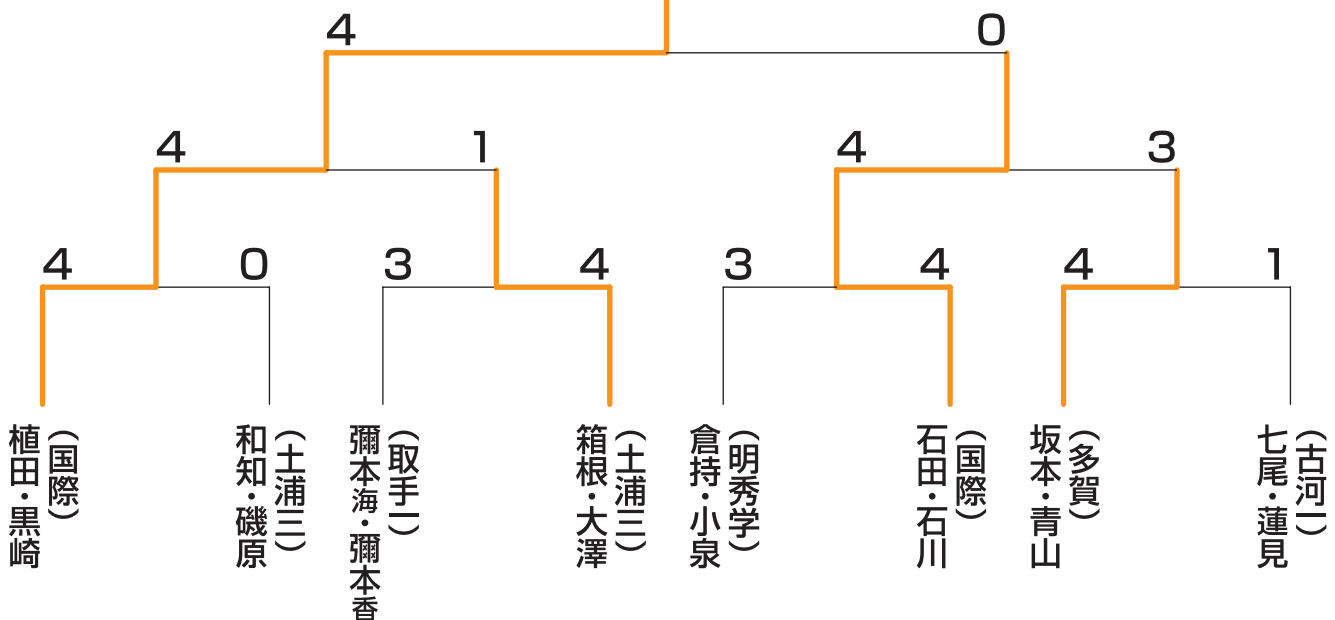 4 0
4 1 4 3
4 0 3 4 3 4 4 1
植田・黒崎
（国際）
和知・磯原
（土浦三）
彌本海・彌本香
（取手一）
箱根・大澤
（土浦三）
倉持・小泉
（明秀学）
石田・石川
（国際）
坂本・青山
（多賀）
七尾・蓮見
（古河一）